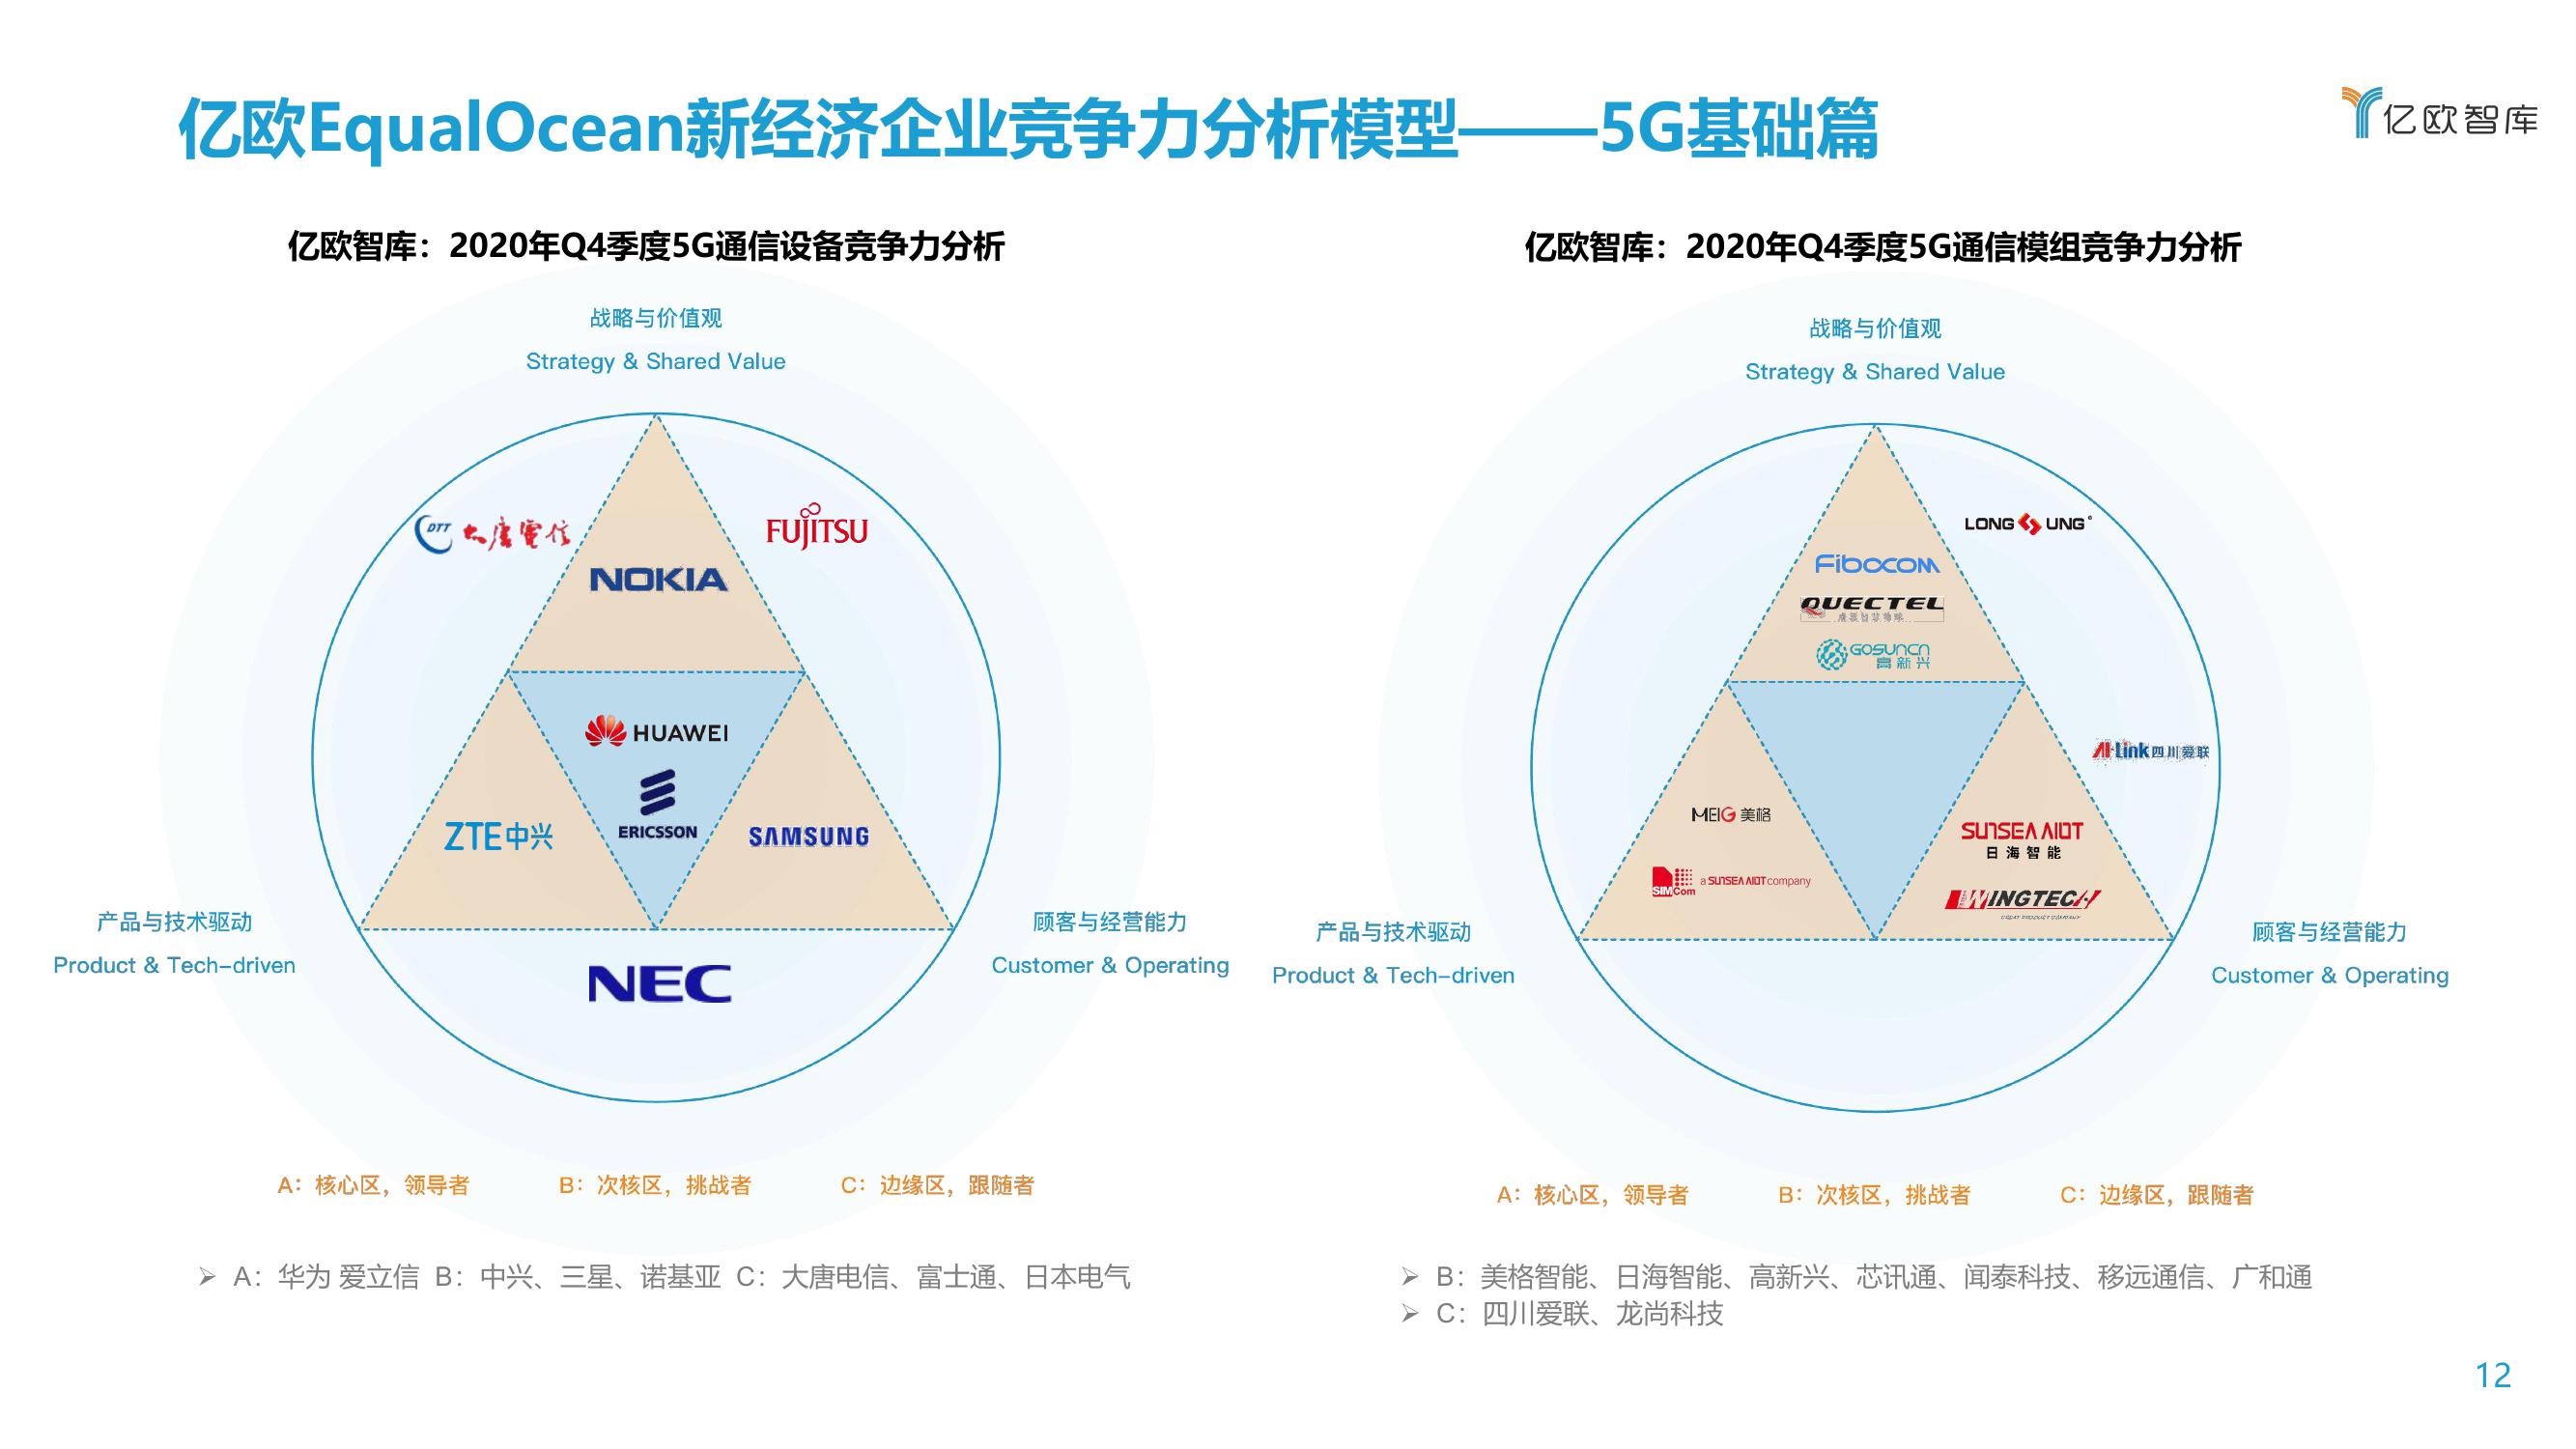 亿欧EqualOcean新经济企业竞争力分析模型——5G基础篇
亿欧智库
亿欧智库：2020年Q4季度5G通信设备竞争力分析
战略与价值观
Strategy & Shared Value
DTT 大唐電信
FUJITSU
NOKIA
HUAWEI
ERICSSON
ZTE中兴
SAMSUNG
产品与技术驱动
Product & Tech-driven
顾客与经营能力
Customer & Operating
NEC
A：核心区，领导者
B：次核区，挑战者
C：边缘区，跟随者
➢ A：华为 爱立信 B：中兴、三星、诺基亚 C：大唐电信、富士通、日本电气
亿欧智库：2020年Q4季度5G通信模组竞争力分析
战略与价值观
Strategy & Shared Value
LONGSUNG
Fibocom
QUECTEL
GOSUNCN
高新兴
AI-Link四川爱联
MEIG 美格
SIMCom a SUNSEA AIOT company
SUNSEA AIOT
日海智能
WINGTECH
产品与技术驱动
Product & Tech-driven
顾客与经营能力
Customer & Operating
A：核心区，领导者
B：次核区，挑战者
C：边缘区，跟随者
➢ B：美格智能、日海智能、高新兴、芯讯通、闻泰科技、移远通信、广和通
➢ C：四川爱联、龙尚科技
12